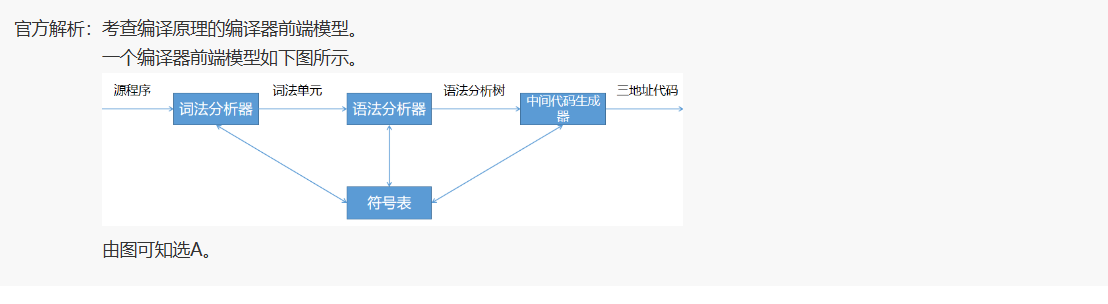 官方解析：考查编译原理的编译器前端模型。
一个编译器前端模型如下图所示。
源程序 词法单元 语法分析树 三地址代码
词法分析器 语法分析器 中间代码生成器
符号表
由图可知选A。